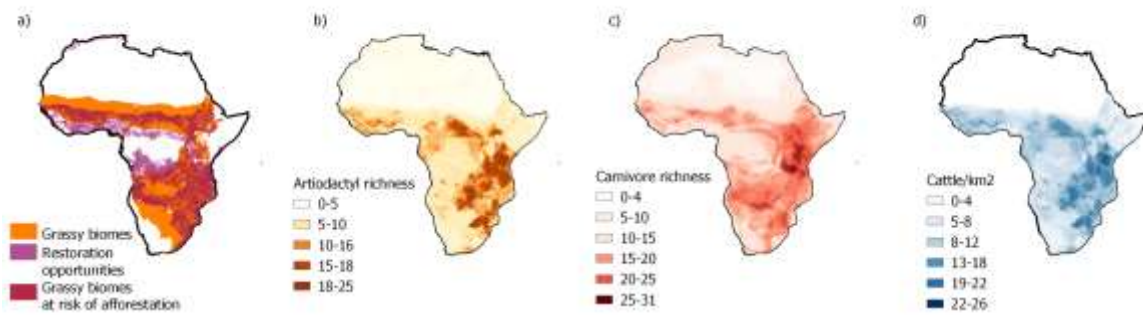 a)
Grassy biomes
Restoration
opportunities
Grassy biomes
at risk of afforestation
b)
Artiodactyl richness
0-5
5-10
10-16
15-18
18-25
c)
Carnivore richness
0-4
5-10
10-15
15-20
20-25
25-31
d)
Cattle/km2
0-4
5-8
8-12
13-18
19-22
22-26